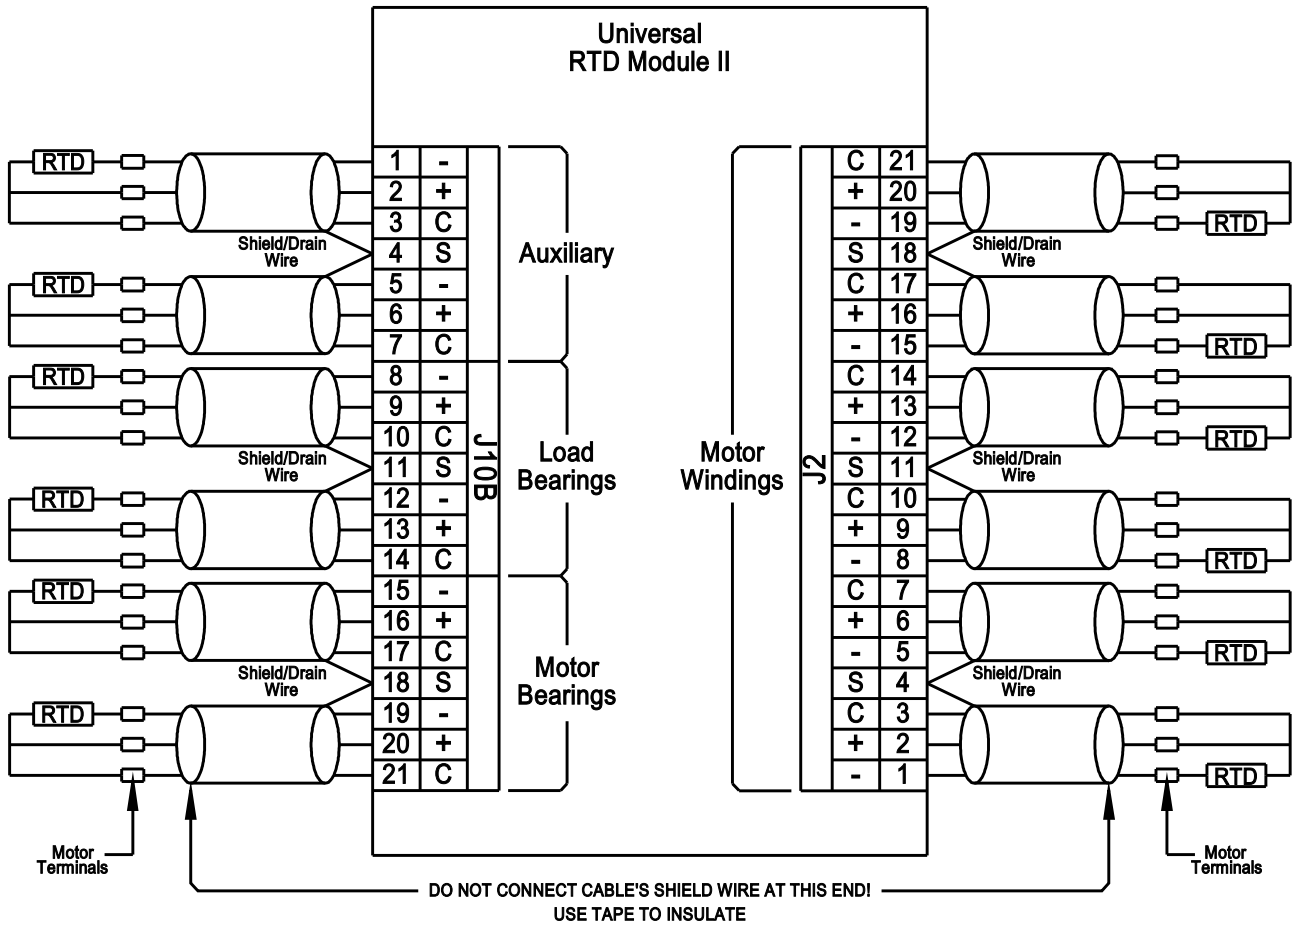 Universal
RTD Module II
RTD 1 - C 21
2 + + 20
3 C - 19 RTD
Shield/Drain
Wire
4 S S 18
Shield/Drain
Wire
Auxiliary
RTD 5 - C 17
6 + + 16
7 C - 15 RTD
RTD 8 - C 14
9 + + 13
10 C - 12 RTD
Shield/Drain
Wire
11 S S 11
Shield/Drain
Wire
J10B
Load
Bearings
Motor
Windings
J2
RTD 12 - C 10
13 + + 9
14 C - 8 RTD
RTD 15 - C 7
16 + + 6
17 C - 5 RTD
Shield/Drain
Wire
18 S S 4
Shield/Drain
Wire
Motor
Bearings
RTD 19 - C 3
20 + + 2
21 C - 1 RTD
Motor
Terminals
Motor
Terminals
DO NOT CONNECT CABLE'S SHIELD WIRE AT THIS END!
USE TAPE TO INSULATE